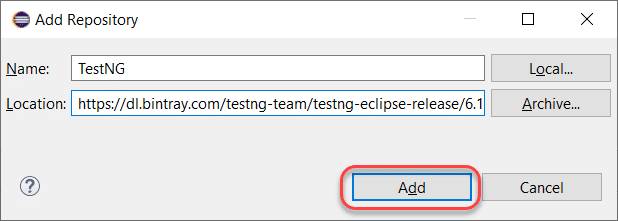 Add Repository
Name: TestNG Local...
Location: https://dl.bintray.com/testng-team/testng-eclipse-release/6.1 Archive...
? Add Cancel